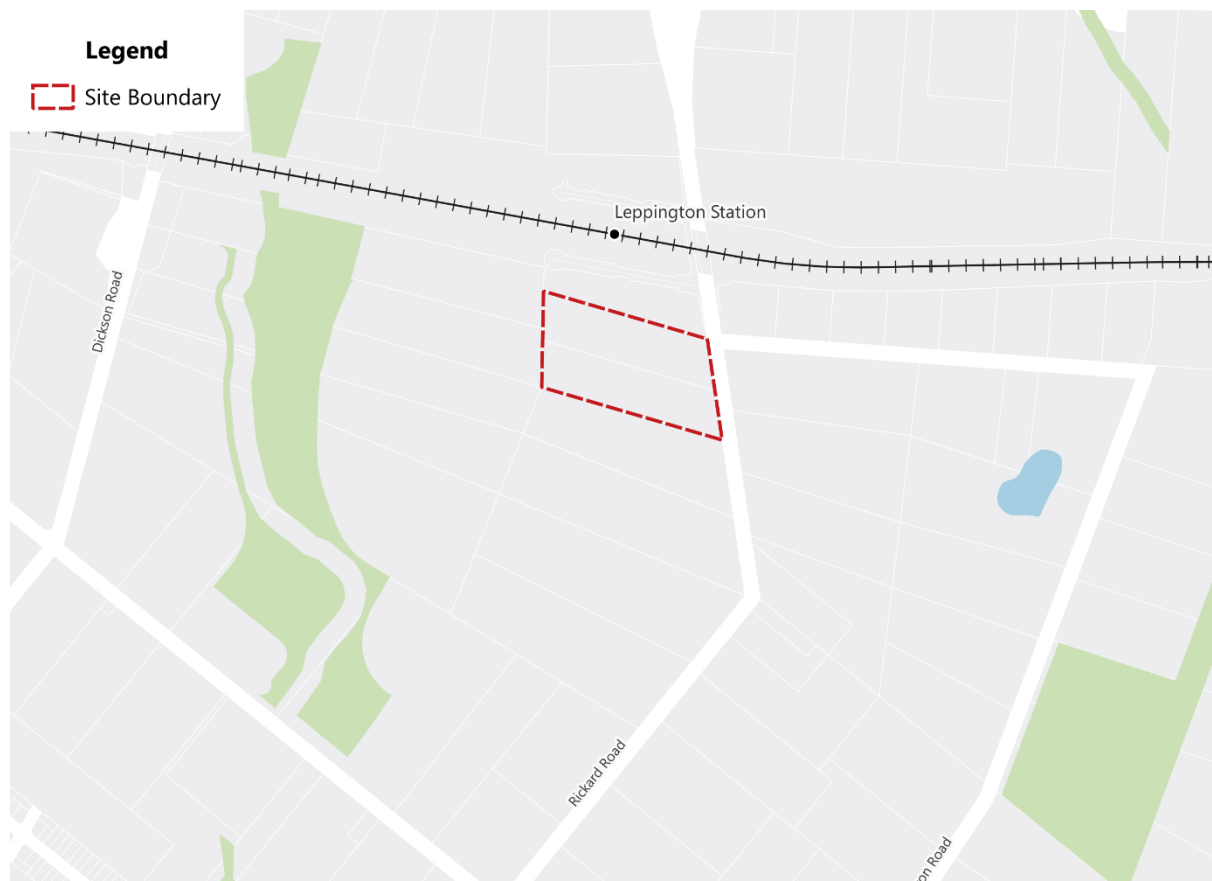 Legend
Site Boundary
Leppington Station
Dickson Road
Rickard Road
on Road